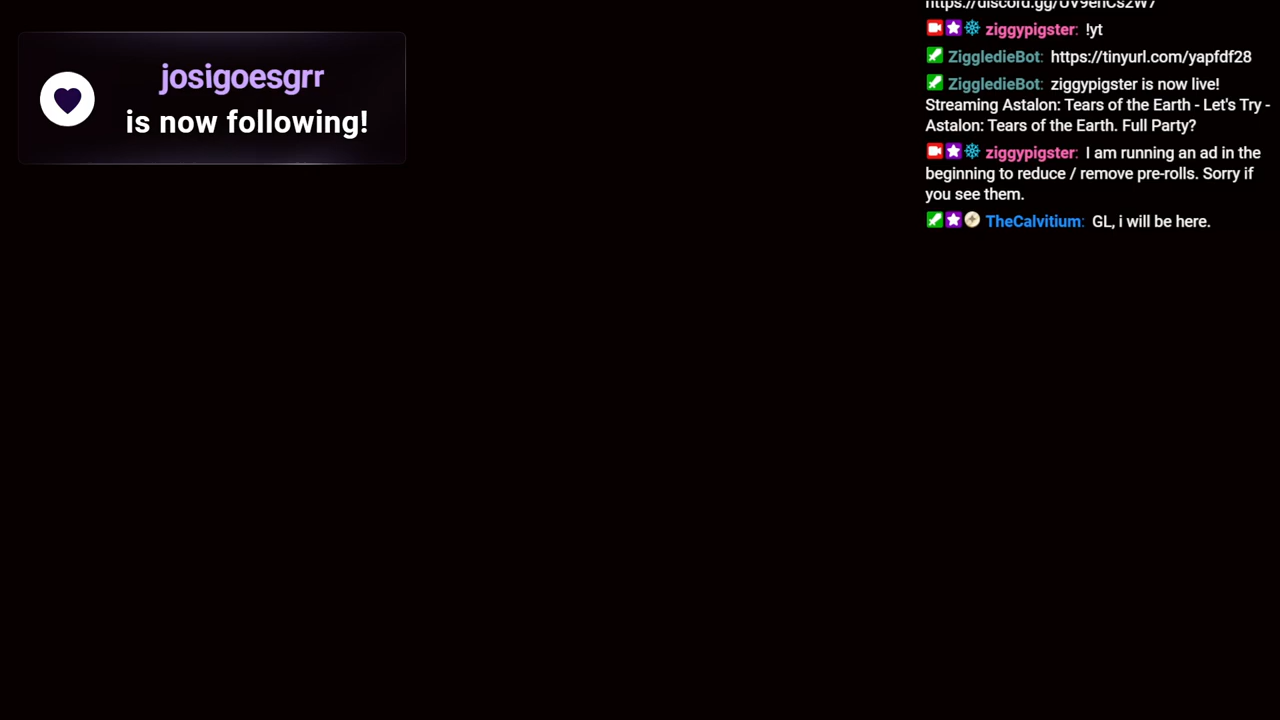 josigoesgrr
is now following!
ziggypigster: !yt
ZiggledieBot: https://tinyurl.com/yapfdf28
ZiggledieBot: ziggypigster is now live!
Streaming Astalon: Tears of the Earth - Let's Try -
Astalon: Tears of the Earth. Full Party?
ziggypigster: I am running an ad in the
beginning to reduce / remove pre-rolls. Sorry if
you see them.
TheCalvitium: GL, i will be here.